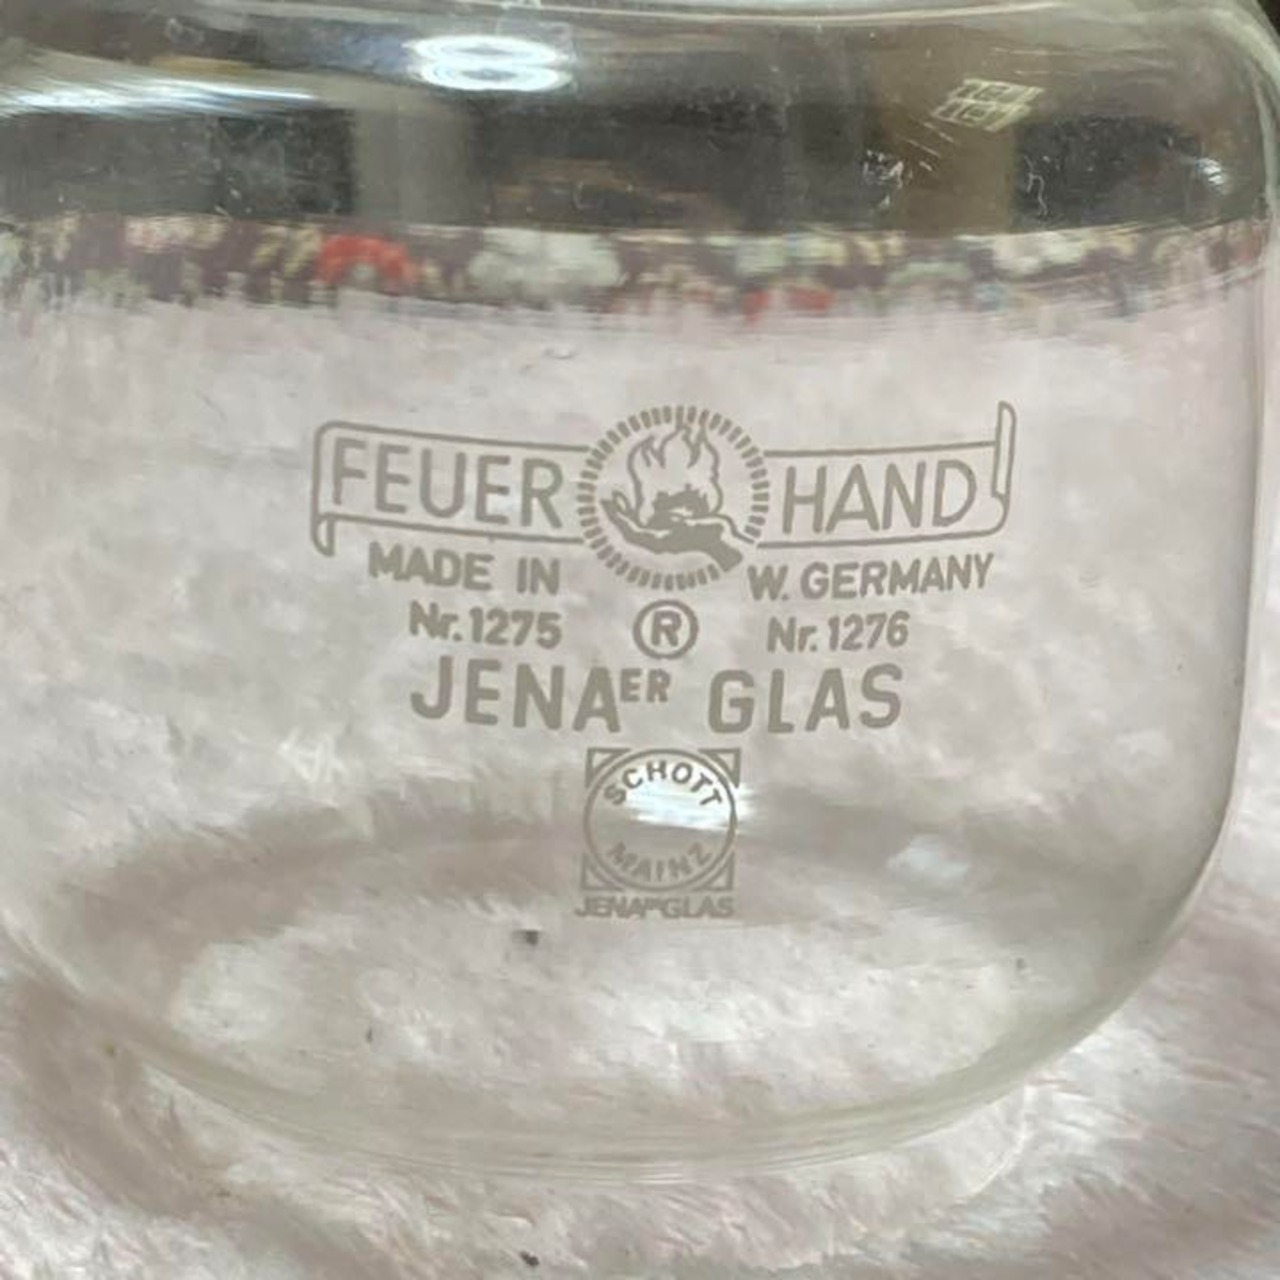 FEUER HAND
MADE IN W. GERMANY
Nr. 1275 ® Nr. 1276
JENAER GLAS
SCHOTT
MAINZ
JENAER GLAS